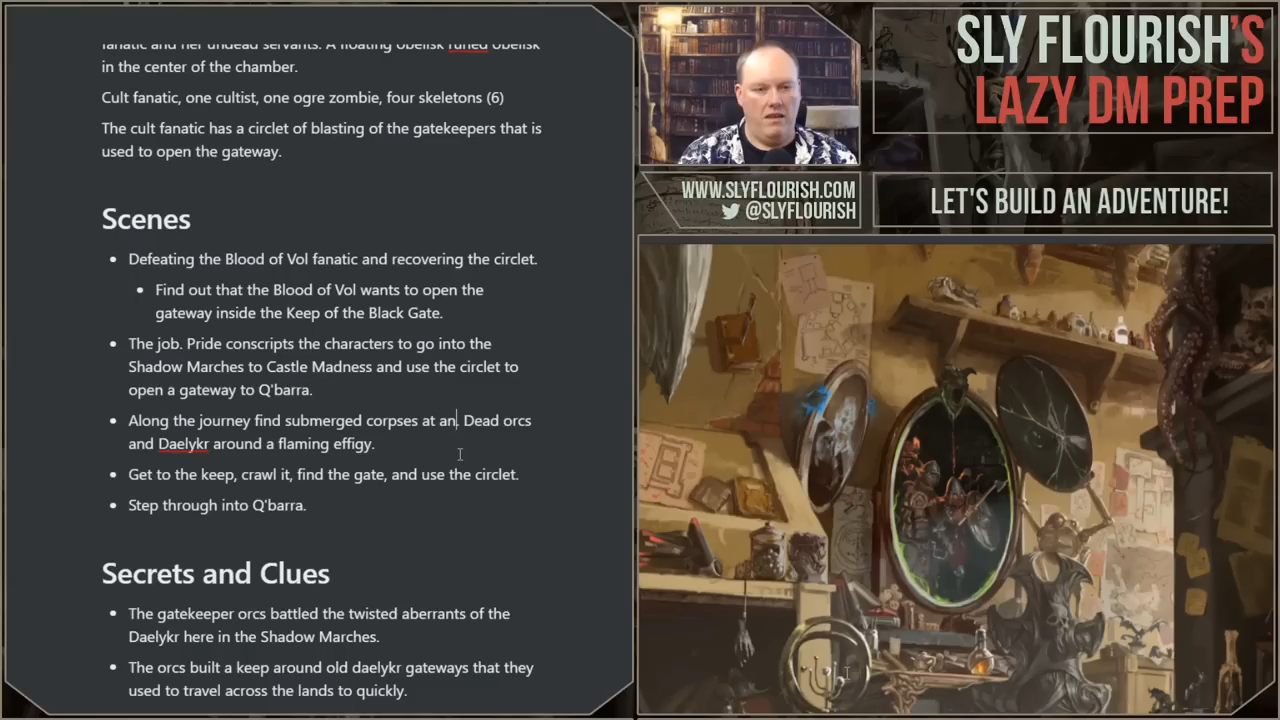 fanatic and her undead servants. A floating obelisk runed obelisk
in the center of the chamber.
Cult fanatic, one cultist, one ogre zombie, four skeletons (6)
The cult fanatic has a circlet of blasting of the gatekeepers that is
used to open the gateway.
Scenes
• Defeating the Blood of Vol fanatic and recovering the circlet.
• Find out that the Blood of Vol wants to open the
gateway inside the Keep of the Black Gate.
• The job. Pride conscripts the characters to go into the
Shadow Marches to Castle Madness and use the circlet to
open a gateway to Q'barra.
• Along the journey find submerged corpses at an. Dead orcs
and Daelykr around a flaming effigy.
• Get to the keep, crawl it, find the gate, and use the circlet.
• Step through into Q'barra.
Secrets and Clues
• The gatekeeper orcs battled the twisted aberrants of the
Daelykr here in the Shadow Marches.
• The orcs built a keep around old daelykr gateways that they
used to travel across the lands to quickly.
SLY FLOURISH'S
LAZY DM PREP
WWW.SLYFLOURISH.COM
@SLYFLOURISH
LET'S BUILD AN ADVENTURE!